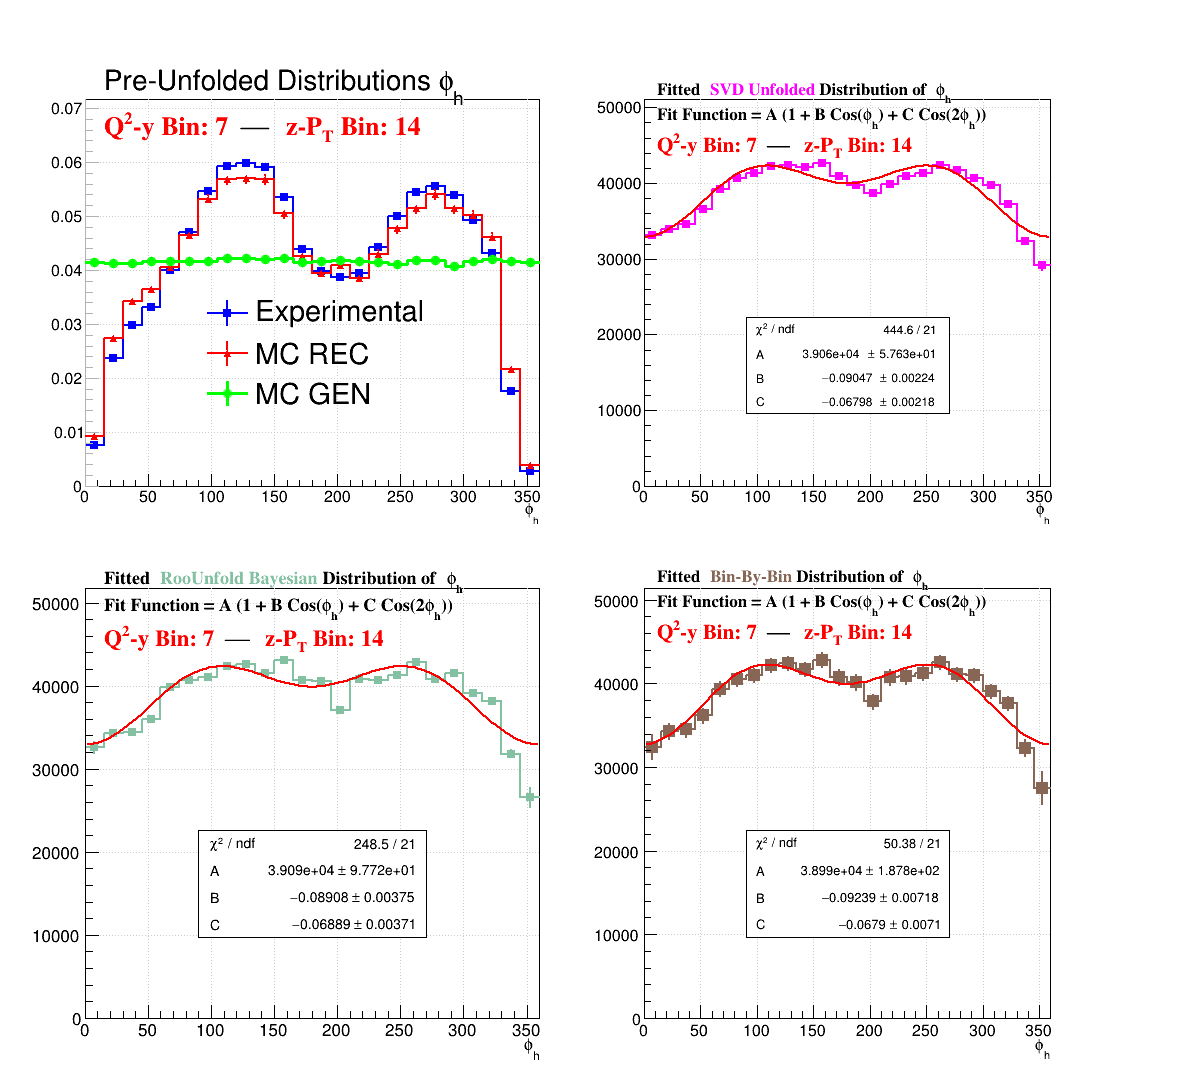 Pre-Unfolded Distributions ϕh
Q2-y Bin: 7 — z-PT Bin: 14
0.07
0.06
0.05
0.04
0.03
0.02
0.01
0
Experimental
MC REC
MC GEN
0 50 100 150 200 250 300 350
ϕh
Fitted SVD Unfolded Distribution of ϕh
Fit Function = A (1 + B Cos(ϕh) + C Cos(2ϕh))
Q2-y Bin: 7 — z-PT Bin: 14
50000
40000
30000
20000
10000
0
χ2 / ndf 444.6 / 21
A 3.906e+04 ± 5.763e+01
B −0.09047 ± 0.00224
C −0.06798 ± 0.00218
0 50 100 150 200 250 300 350
ϕh
Fitted RooUnfold Bayesian Distribution of ϕh
Fit Function = A (1 + B Cos(ϕh) + C Cos(2ϕh))
Q2-y Bin: 7 — z-PT Bin: 14
50000
40000
30000
20000
10000
0
χ2 / ndf 248.5 / 21
A 3.909e+04 ± 9.772e+01
B −0.08908 ± 0.00375
C −0.06889 ± 0.00371
0 50 100 150 200 250 300 350
ϕh
Fitted Bin-By-Bin Distribution of ϕh
Fit Function = A (1 + B Cos(ϕh) + C Cos(2ϕh))
Q2-y Bin: 7 — z-PT Bin: 14
50000
40000
30000
20000
10000
0
χ2 / ndf 50.38 / 21
A 3.899e+04 ± 1.878e+02
B −0.09239 ± 0.00718
C −0.0679 ± 0.0071
0 50 100 150 200 250 300 350
ϕh